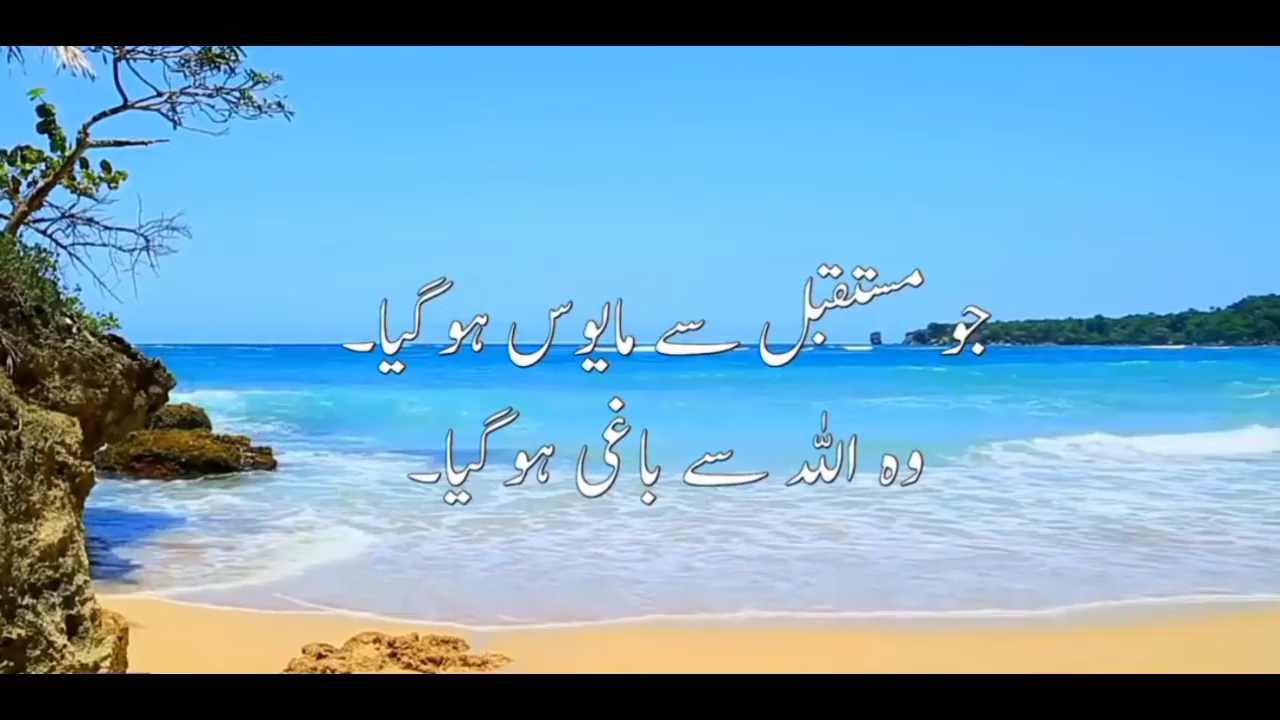 جو مستقبل سے مایوس ہو گیا۔
وہ اللہ سے باغی ہو گیا۔